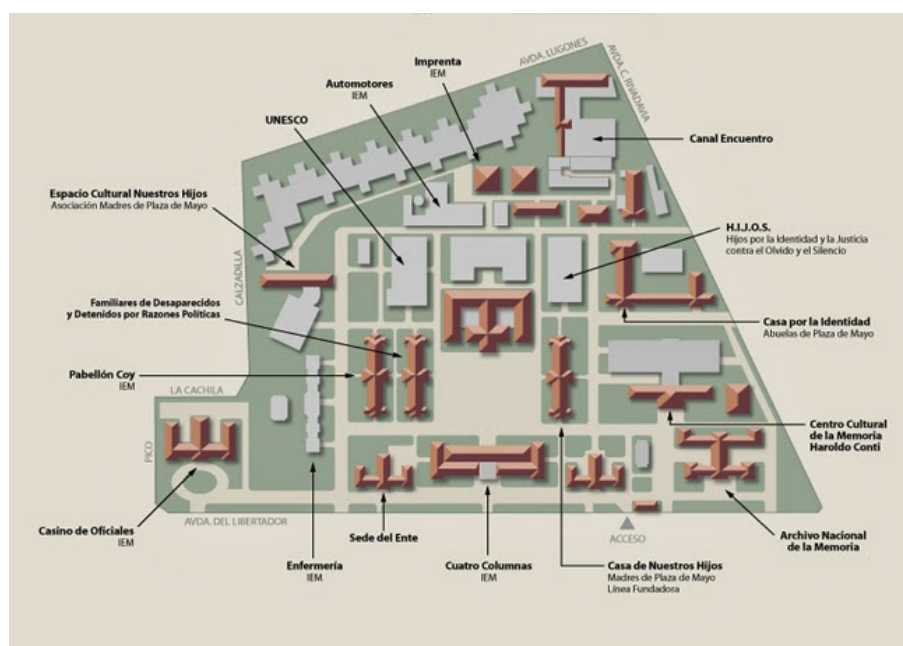 AVDA. LUGONES
AVDA. C. RIVADAVIA
Imprenta
IEM
Automotores
IEM
UNESCO
Canal Encuentro
Espacio Cultural Nuestros Hijos
Asociación Madres de Plaza de Mayo
H.I.J.O.S.
Hijos por la Identidad y la Justicia
contra el Olvido y el Silencio
CALZADILLA
Familiares de Desaparecidos
y Detenidos por Razones Políticas
Casa por la Identidad
Abuelas de Plaza de Mayo
Pabellón Coy
IEM
LA CACHILA
Centro Cultural
de la Memoria
Haroldo Conti
PICO
AVDA. DEL LIBERTADOR
Casino de Oficiales
IEM
Sede del Ente
ACCESO
Archivo Nacional
de la Memoria
Enfermería
IEM
Cuatro Columnas
IEM
Casa de Nuestros Hijos
Madres de Plaza de Mayo
Línea Fundadora